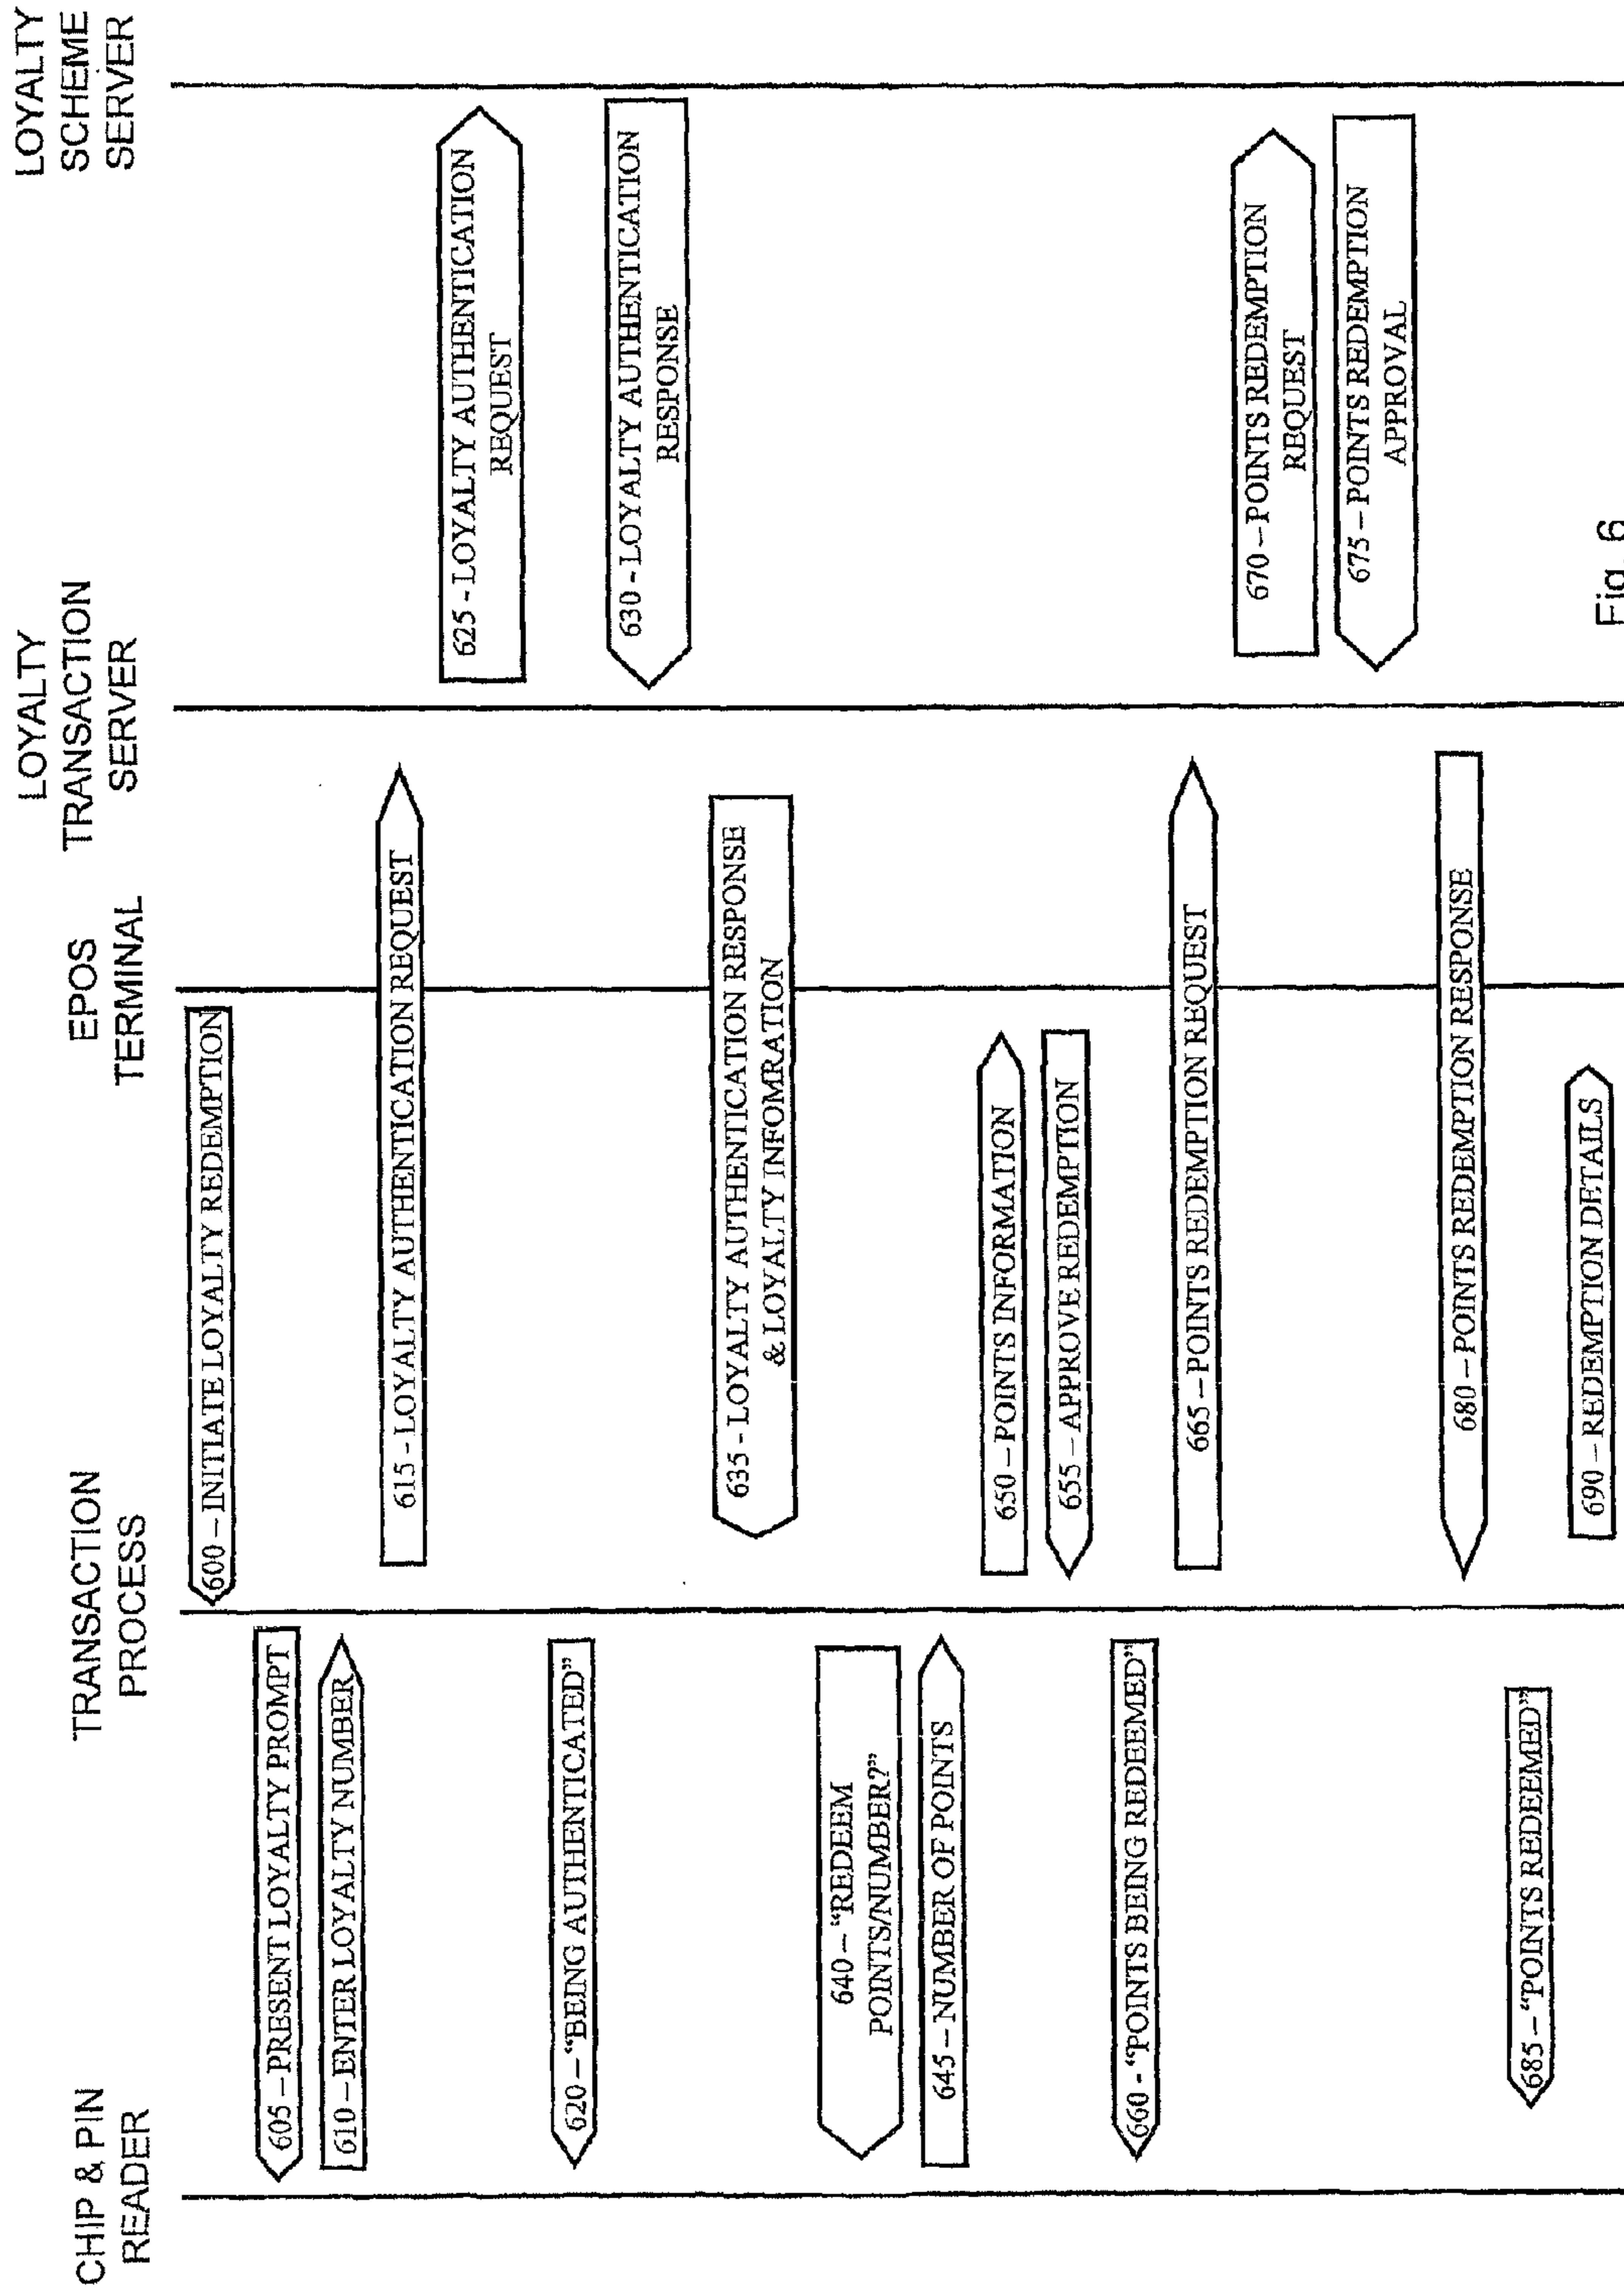 CHIP & PIN
READER
TRANSACTION
PROCESS
EPOS
TERMINAL
LOYALTY
TRANSACTION
SERVER
LOYALTY
SCHEME
SERVER
600 – INITIATE LOYALTY REDEMPTION
605 – PRESENT LOYALTY PROMPT
610 – ENTER LOYALTY NUMBER
615 - LOYALTY AUTHENTICATION REQUEST
625 - LOYALTY AUTHENTICATION
REQUEST
620 – “BEING AUTHENTICATED”
630 - LOYALTY AUTHENTICATION
RESPONSE
635 - LOYALTY AUTHENTICATION RESPONSE
& LOYALTY INFOMRATION
640 – “REDEEM
POINTS/NUMBER?”
645 – NUMBER OF POINTS
650 – POINTS INFORMATION
655 – APPROVE REDEMPTION
660 - “POINTS BEING REDEEMED”
665 – POINTS REDEMPTION REQUEST
670 – POINTS REDEMPTION
REQUEST
675 – POINTS REDEMPTION
APPROVAL
680 – POINTS REDEMPTION RESPONSE
685 – “POINTS REDEEMED”
690 – REDEMPTION DETAILS
Fig. 6